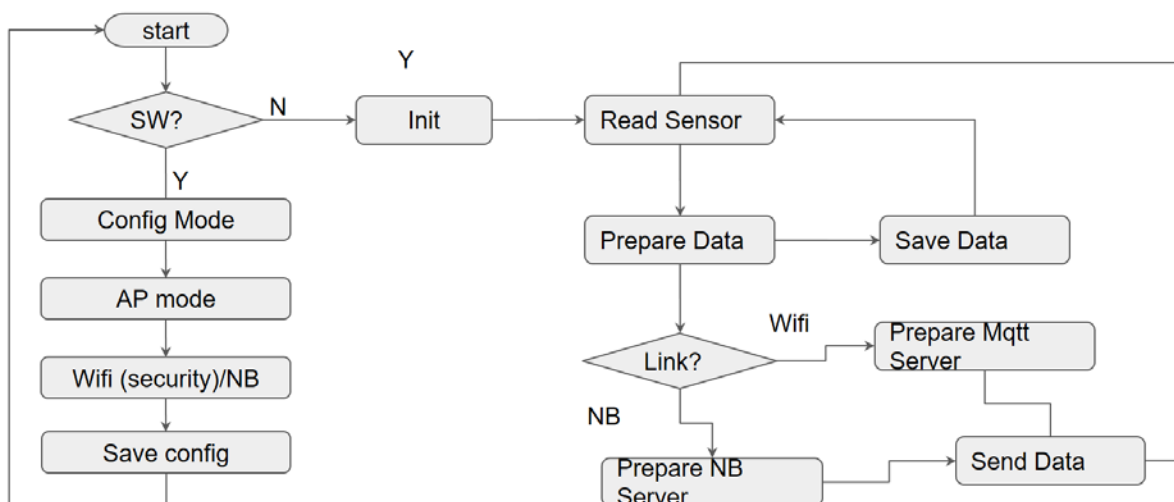 start
Y
SW?
N
Init
Read Sensor
Y
Config Mode
Prepare Data
Save Data
AP mode
Wifi
Prepare Mqtt
Server
Link?
Wifi (security)/NB
NB
Save config
Prepare NB
Server
Send Data